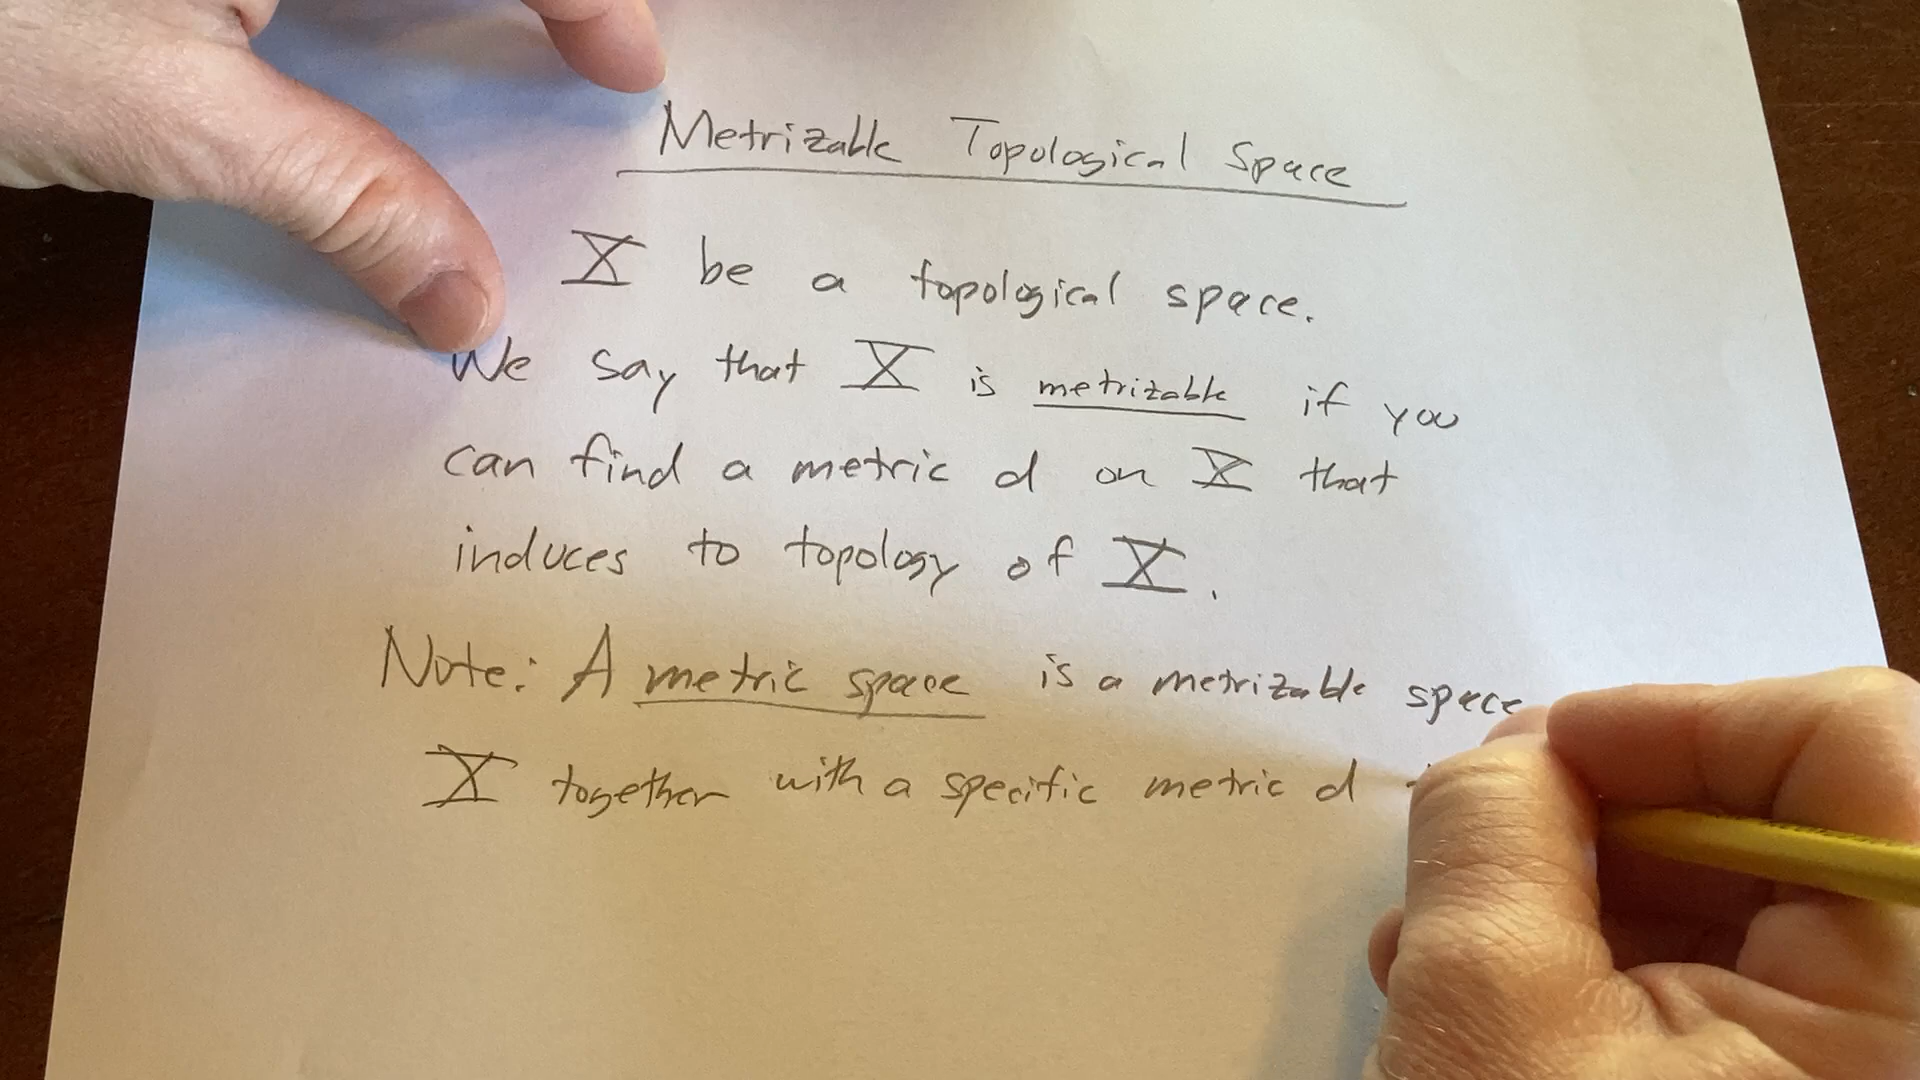 Metrizable Topological Space
X be a topological space.
We say that X is metrizable if you
can find a metric d on X that
induces to topology of X.
Note: A metric space is a metrizable space
X together with a specific metric d